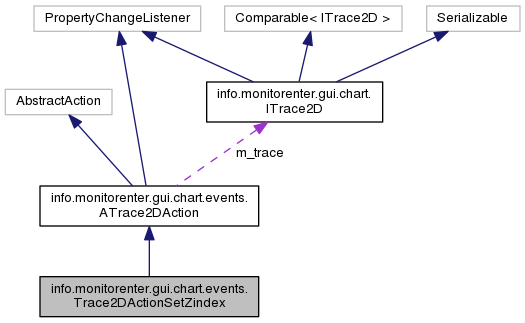 PropertyChangeListener
Comparable< ITrace2D >
Serializable
info.monitorenter.gui.chart.
ITrace2D
AbstractAction
m_trace
info.monitorenter.gui.chart.events.
ATrace2DAction
info.monitorenter.gui.chart.events.
Trace2DActionSetZindex